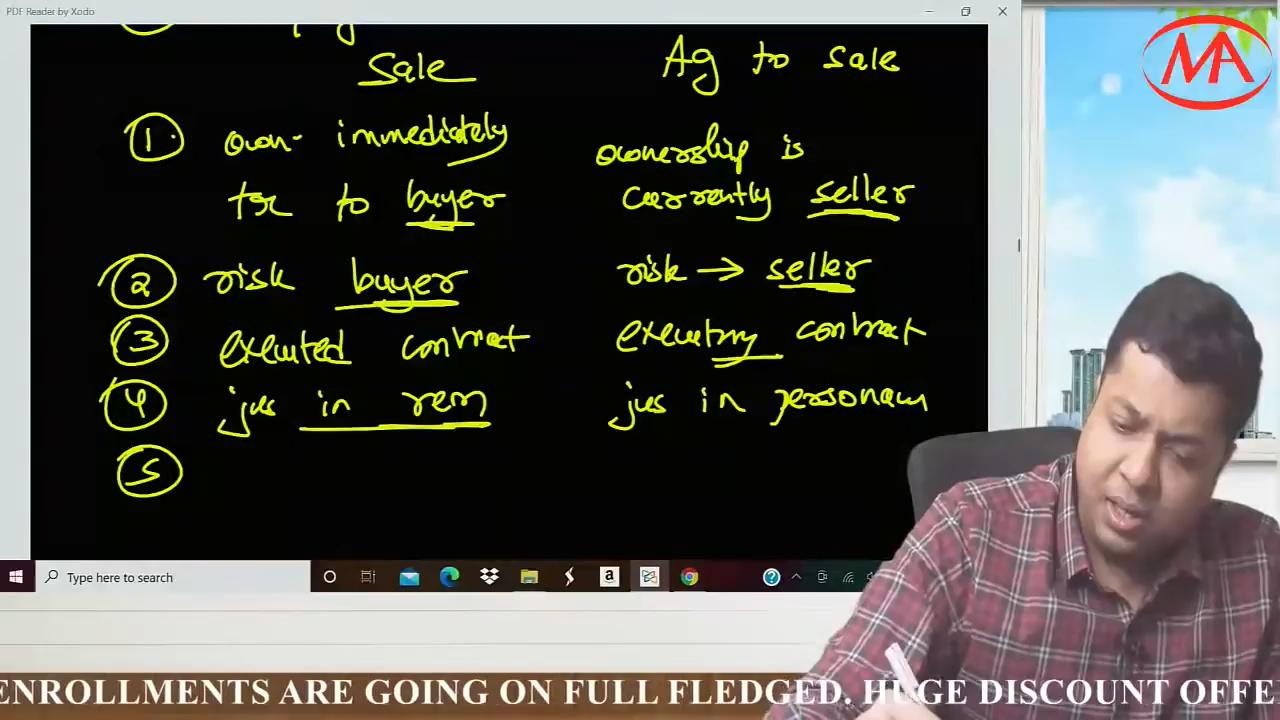 PDF Reader by Xodo
MA
Sale Ag to sale
1 own. immediately ownership is
tsr to buyer currently seller
2 risk buyer risk → seller
3 executed contract executory contract
4 jus in rem jus in personam
5
Type here to search
ENROLLMENTS ARE GOING ON FULL FLEDGED. HUGE DISCOUNT OFFE